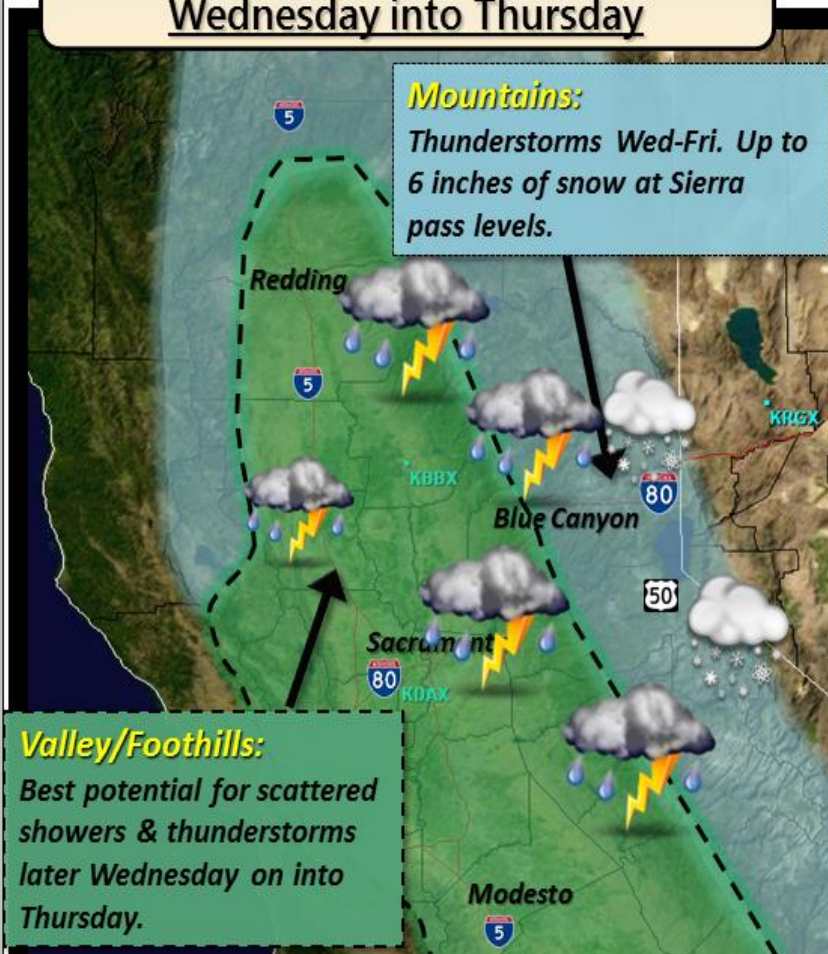 Wednesday into Thursday
5
Mountains:
Thunderstorms Wed-Fri. Up to
6 inches of snow at Sierra
pass levels.
Redding
5
KRGX
KBBX
80
Blue Canyon
50
Sacrament
80
KDAX
Valley/Foothills:
Best potential for scattered
showers & thunderstorms
later Wednesday on into
Thursday.
Modesto
5